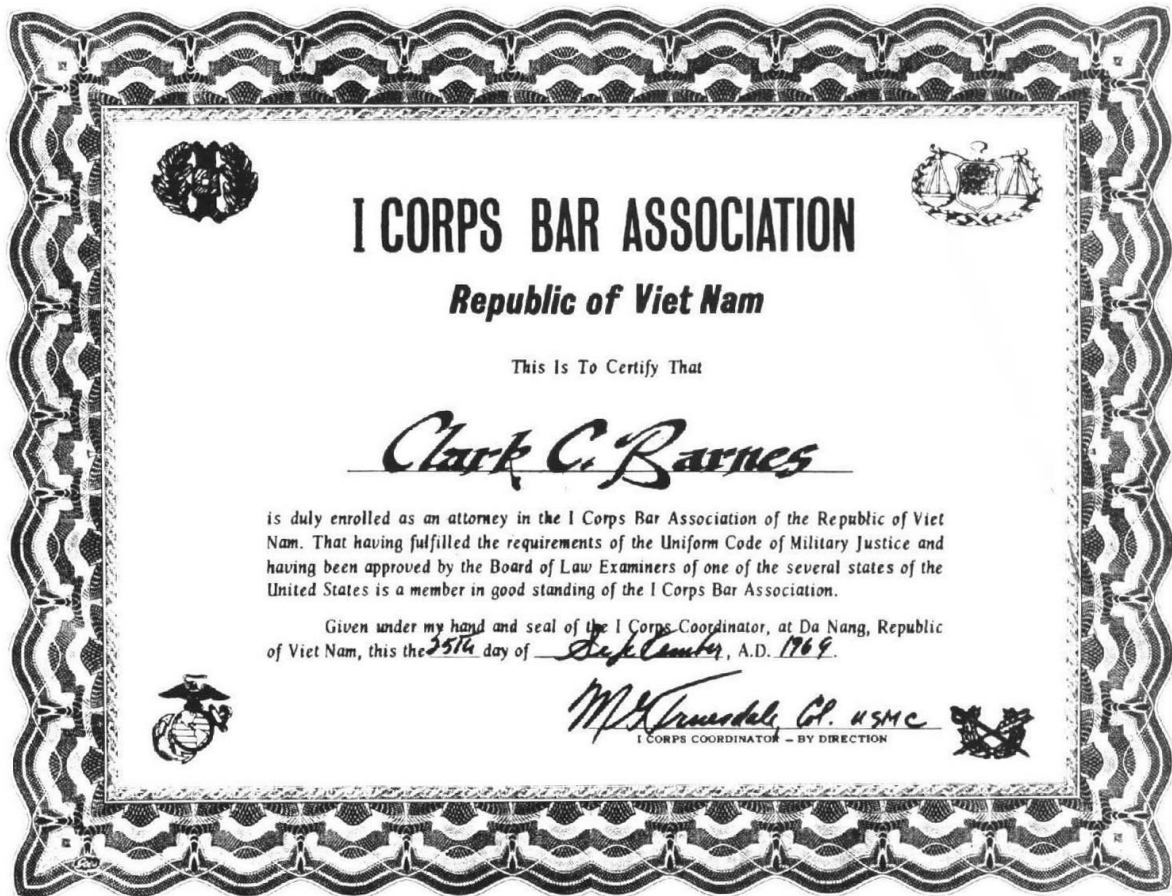 I CORPS BAR ASSOCIATION
Republic of Viet Nam
This Is To Certify That
Clark C. Barnes
is duly enrolled as an attorney in the I Corps Bar Association of the Republic of Viet
Nam. That having fulfilled the requirements of the Uniform Code of Military Justice and
having been approved by the Board of Law Examiners of one of the several states of the
United States is a member in good standing of the I Corps Bar Association.
Given under my hand and seal of the I Corps Coordinator, at Da Nang, Republic
of Viet Nam, this the 25th day of September, A.D. 1969.
Truesdale, Col. USMC
I CORPS COORDINATOR – BY DIRECTION